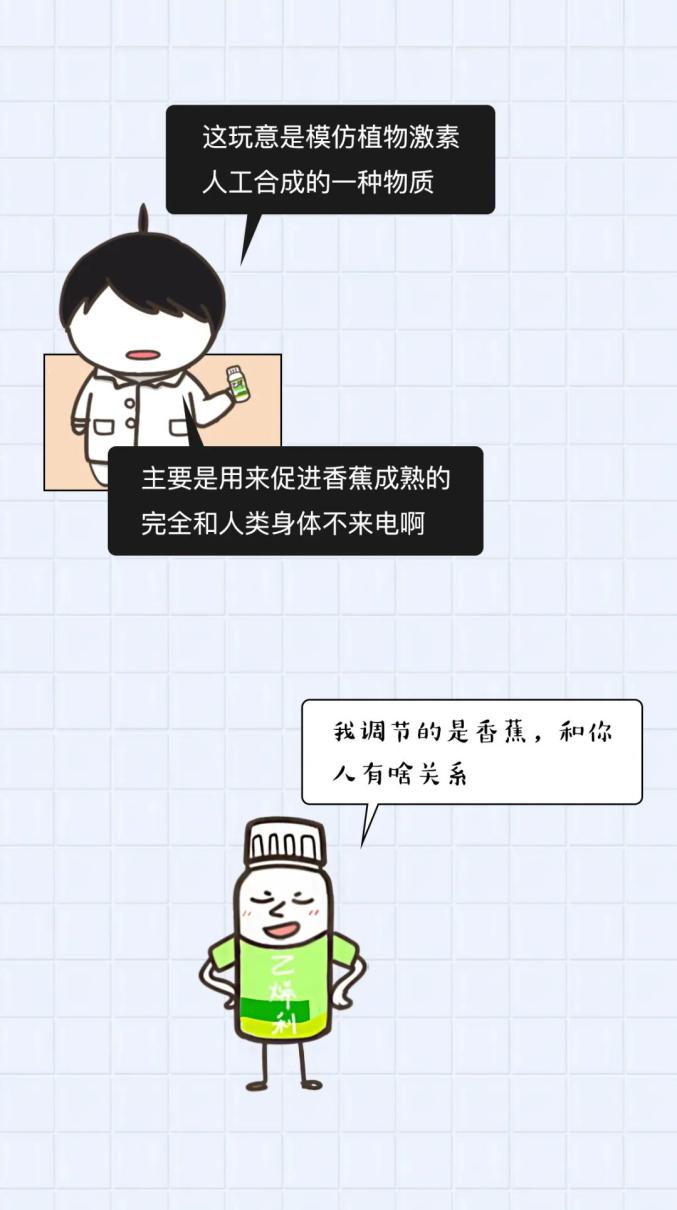 这玩意是模仿植物激素
人工合成的一种物质
主要是用来促进香蕉成熟的
完全和人类身体不来电啊
我调节的是香蕉，和你
人有啥关系
乙
烯
利